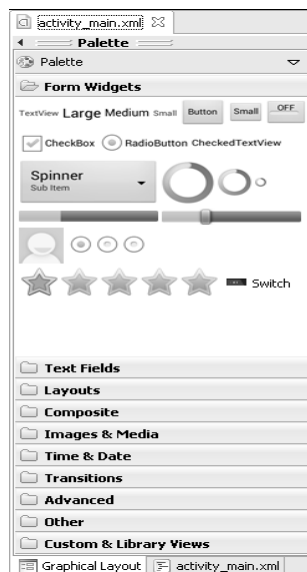 activity_main.xml
Palette
Palette
Form Widgets
TextView Large Medium Small Button Small OFF
CheckBox RadioButton CheckedTextView
Spinner
Sub Item
Switch
Text Fields
Layouts
Composite
Images & Media
Time & Date
Transitions
Advanced
Other
Custom & Library Views
Graphical Layout activity_main.xml